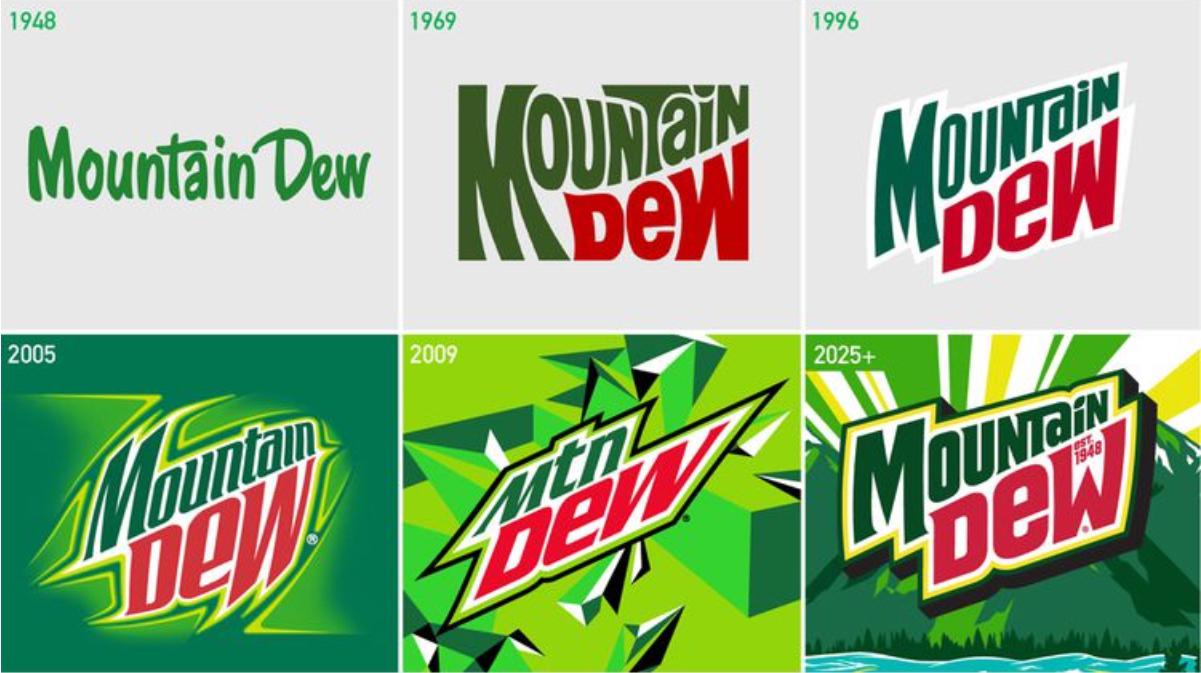 1948
Mountain Dew
1969
MOUNTaiN
DeW
1996
MOUNTaiN
DeW
2005
Mountain
DeW
®
2009
mtn
DeW
®
2025+
MOUNTaiN
eST. 1948
DeW
®